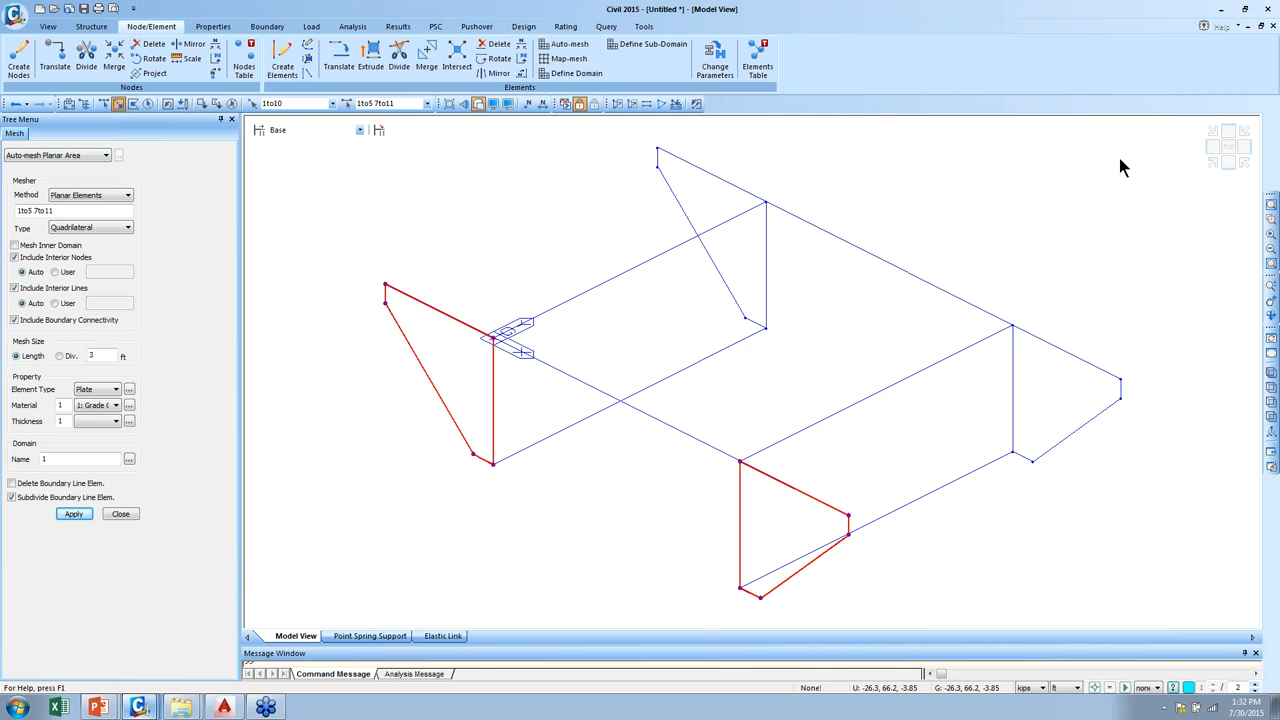 Civil 2015 - [Untitled *] - [Model View]
View Structure Node/Element Properties Boundary Loads Analysis Results PSC Pushover Design Rating Query Tools Help
Create Nodes Translate Divide Merge Delete Rotate Project Mirror Scale Nodes Table
Create Elements Translate Extrude Divide Merge Intersect Delete Rotate Mirror Auto-mesh Map-mesh Define Domain Define Sub-Domain Change Parameters Elements Table
Nodes Elements
1to10 1to5 7to11
Tree Menu
Mesh
Base
TOP
Auto-mesh Planar Area
Mesher
Method Planar Elements
1to5 7to11
Type Quadrilateral
Mesh Inner Domain
Include Interior Nodes
Auto User
Include Interior Lines
Auto User
Include Boundary Connectivity
Mesh Size
Length Div. 3 ft
Property
Element Type Plate
Material 1 1: Grade C
Thickness 1
Domain
Name 1
Delete Boundary Line Elem.
Subdivide Boundary Line Elem.
Apply Close
Model View Point Spring Support Elastic Link
Message Window
>>
Command Message Analysis Message
For Help, press F1
None! U: -26.3, 66.2, -3.85 G: -26.3, 66.2, -3.85 kips ft non 1 / 2
1:32 PM
7/30/2015